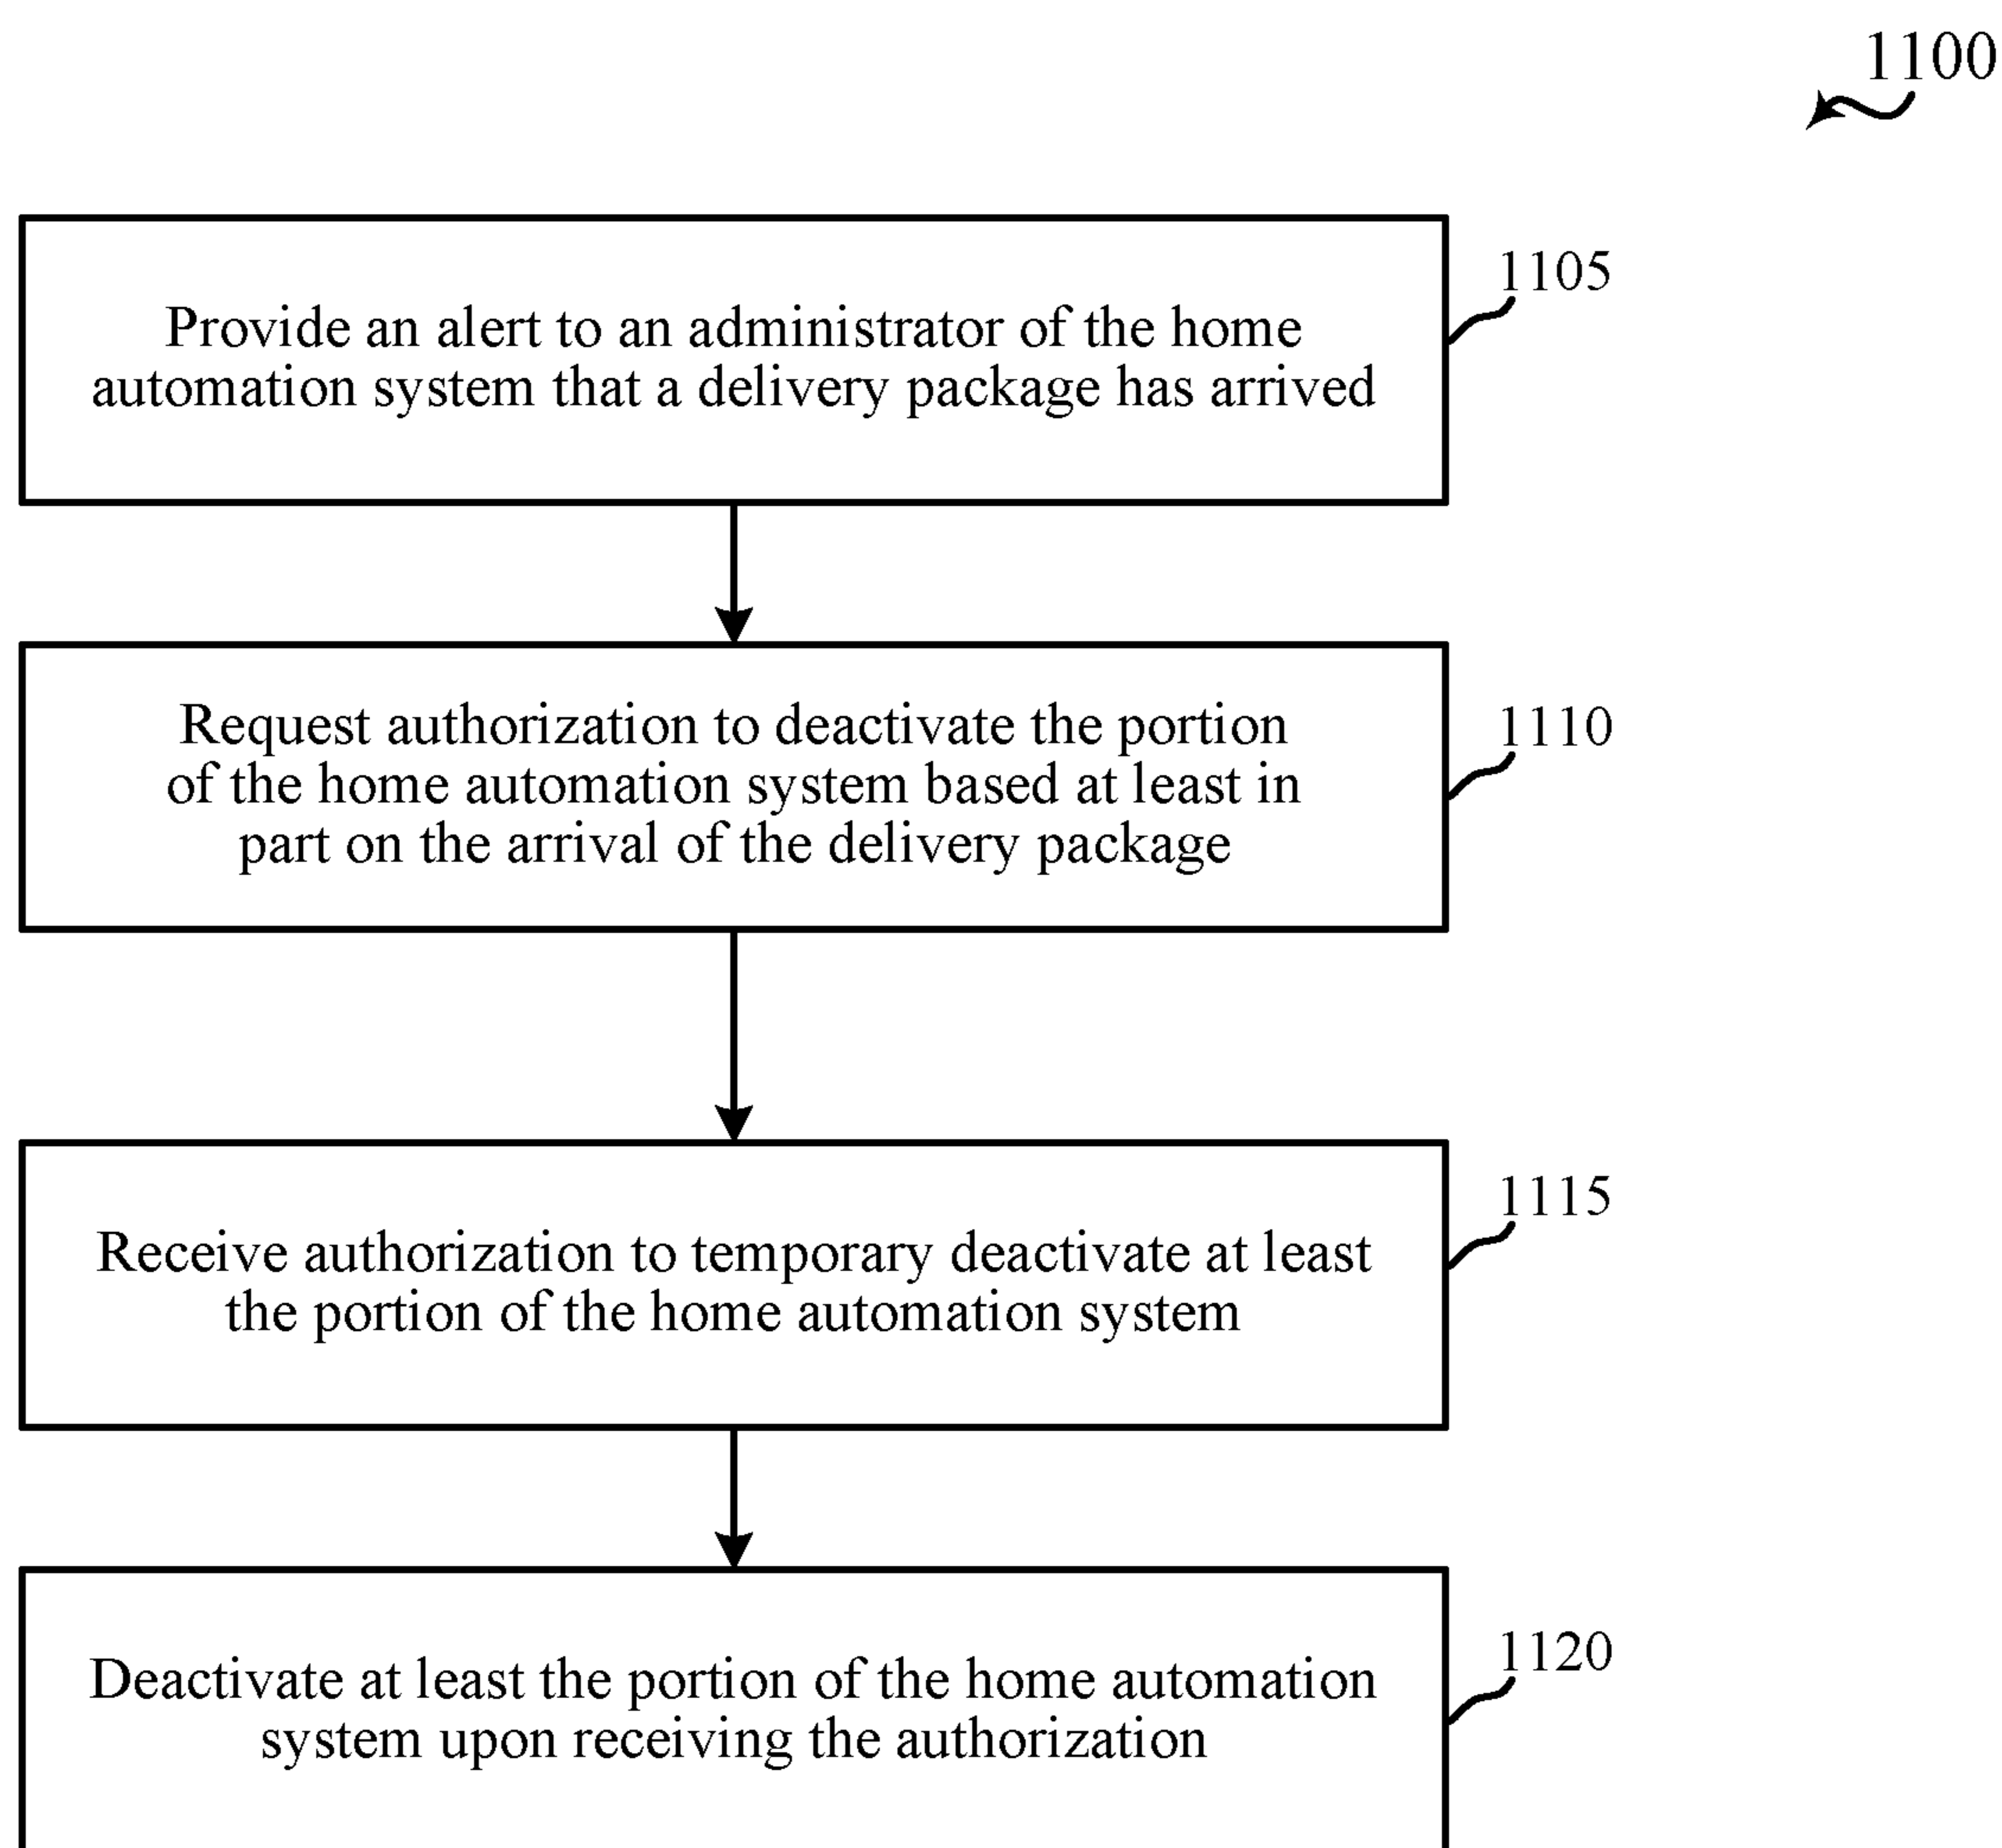 1100
Provide an alert to an administrator of the home
automation system that a delivery package has arrived
1105
Request authorization to deactivate the portion
of the home automation system based at least in
part on the arrival of the delivery package
1110
Receive authorization to temporary deactivate at least
the portion of the home automation system
1115
Deactivate at least the portion of the home automation
system upon receiving the authorization
1120